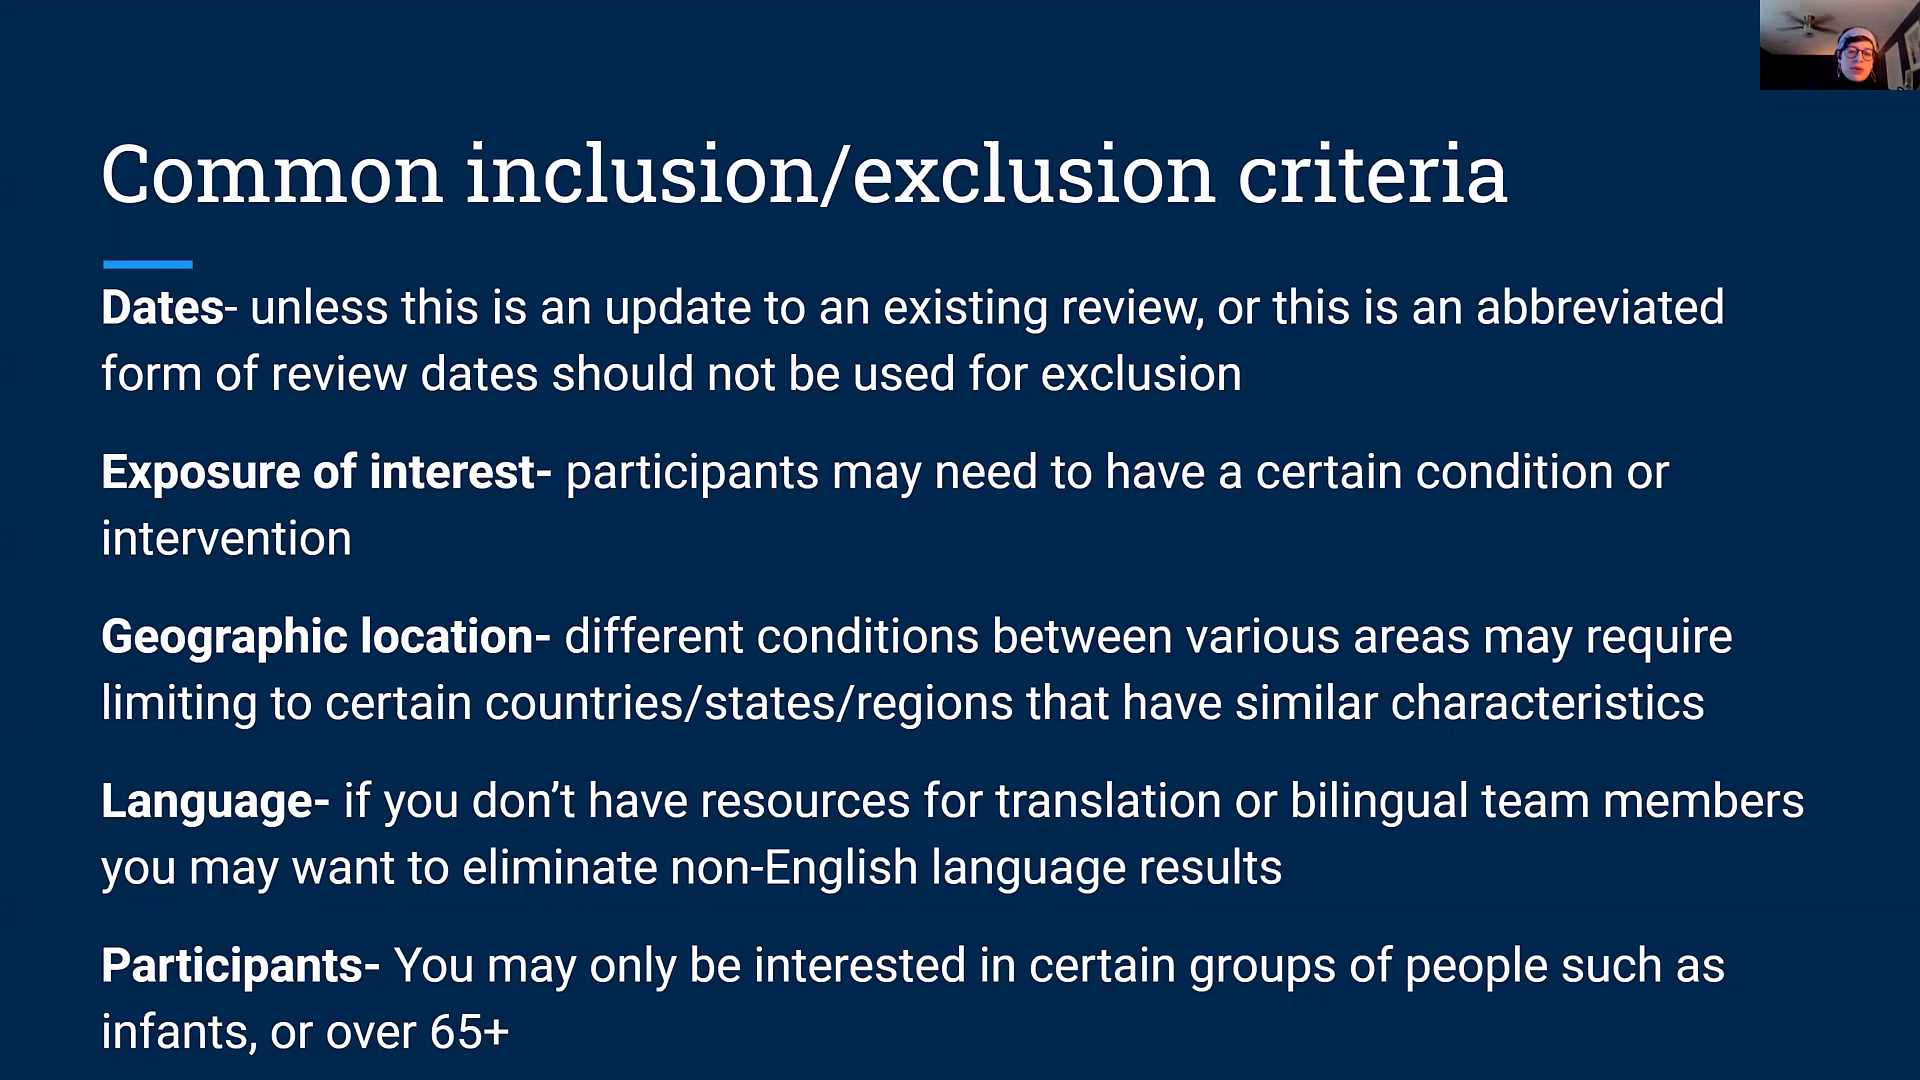 Common inclusion/exclusion criteria
Dates- unless this is an update to an existing review, or this is an abbreviated
form of review dates should not be used for exclusion
Exposure of interest- participants may need to have a certain condition or
intervention
Geographic location- different conditions between various areas may require
limiting to certain countries/states/regions that have similar characteristics
Language- if you don’t have resources for translation or bilingual team members
you may want to eliminate non-English language results
Participants- You may only be interested in certain groups of people such as
infants, or over 65+